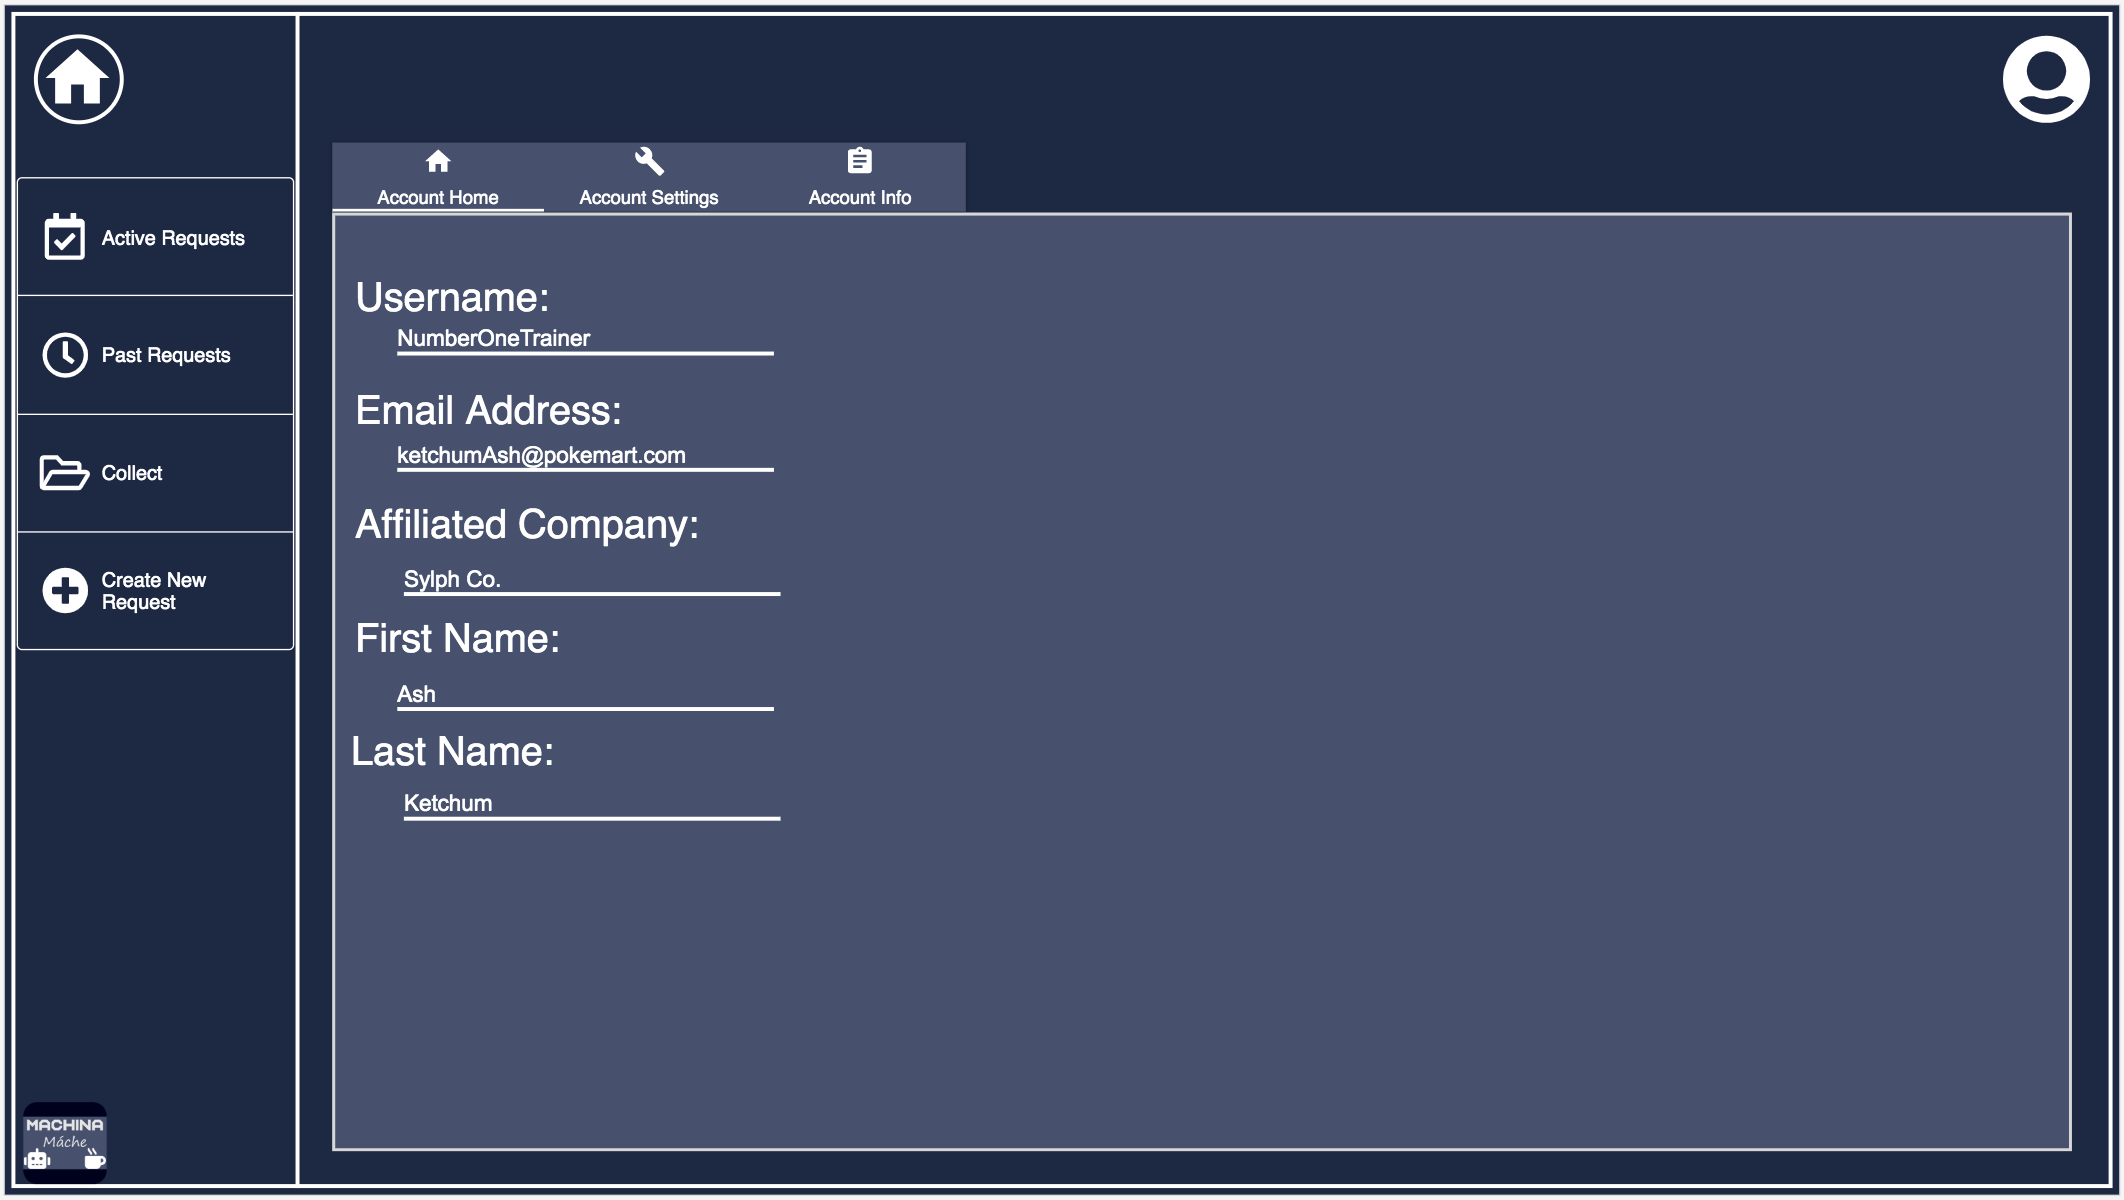 Account Home
Account Settings
Account Info
Active Requests
Past Requests
Collect
Create New
Request
Username:
NumberOneTrainer
Email Address:
ketchumAsh@pokemart.com
Affiliated Company:
Sylph Co.
First Name:
Ash
Last Name:
Ketchum
MACHINA
Máche